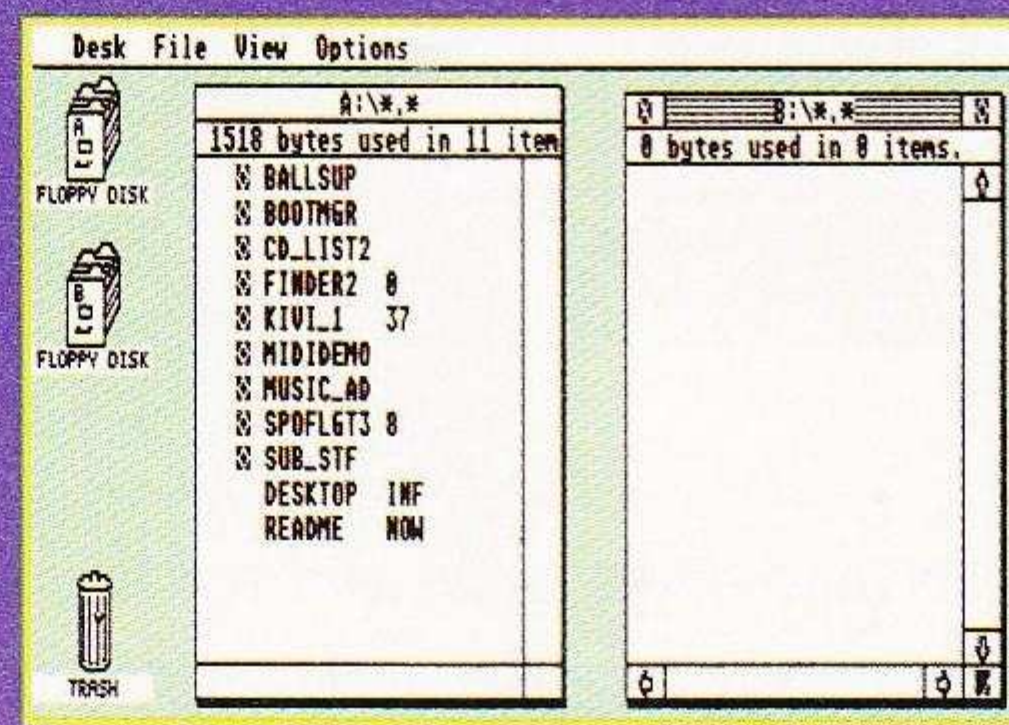 Desk File View Options
A
FLOPPY DISK
B
FLOPPY DISK
TRASH
A:\*.*
1518 bytes used in 11 item
BALLSUP
BOOTMGR
CD_LIST2
FINDER2 0
KIVI_1 37
MIDIDEMO
MUSIC_AD
SPOFLGT3 8
SUB_STF
DESKTOP INF
README NOW
B:\*.*
0 bytes used in 0 items.